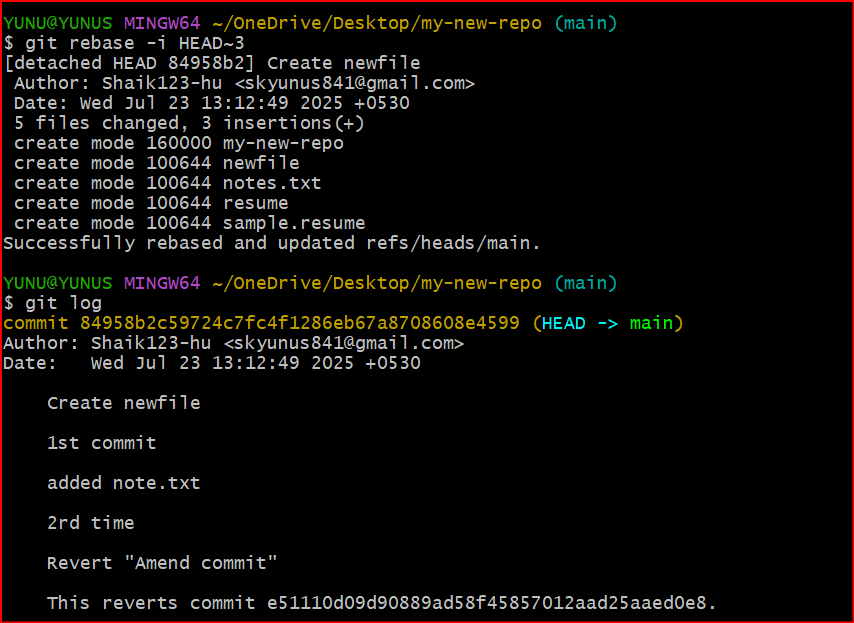 YUNU@YUNUS MINGW64 ~/OneDrive/Desktop/my-new-repo (main)
$ git rebase -i HEAD~3
[detached HEAD 84958b2] Create newfile
 Author: Shaik123-hu <skyunus841@gmail.com>
 Date: Wed Jul 23 13:12:49 2025 +0530
 5 files changed, 3 insertions(+)
 create mode 160000 my-new-repo
 create mode 100644 newfile
 create mode 100644 notes.txt
 create mode 100644 resume
 create mode 100644 sample.resume
Successfully rebased and updated refs/heads/main.

YUNU@YUNUS MINGW64 ~/OneDrive/Desktop/my-new-repo (main)
$ git log
commit 84958b2c59724c7fc4f1286eb67a8708608e4599 (HEAD -> main)
Author: Shaik123-hu <skyunus841@gmail.com>
Date:   Wed Jul 23 13:12:49 2025 +0530

    Create newfile

    1st commit

    added note.txt

    2rd time

    Revert "Amend commit"

    This reverts commit e51110d09d90889ad58f45857012aad25aaed0e8.